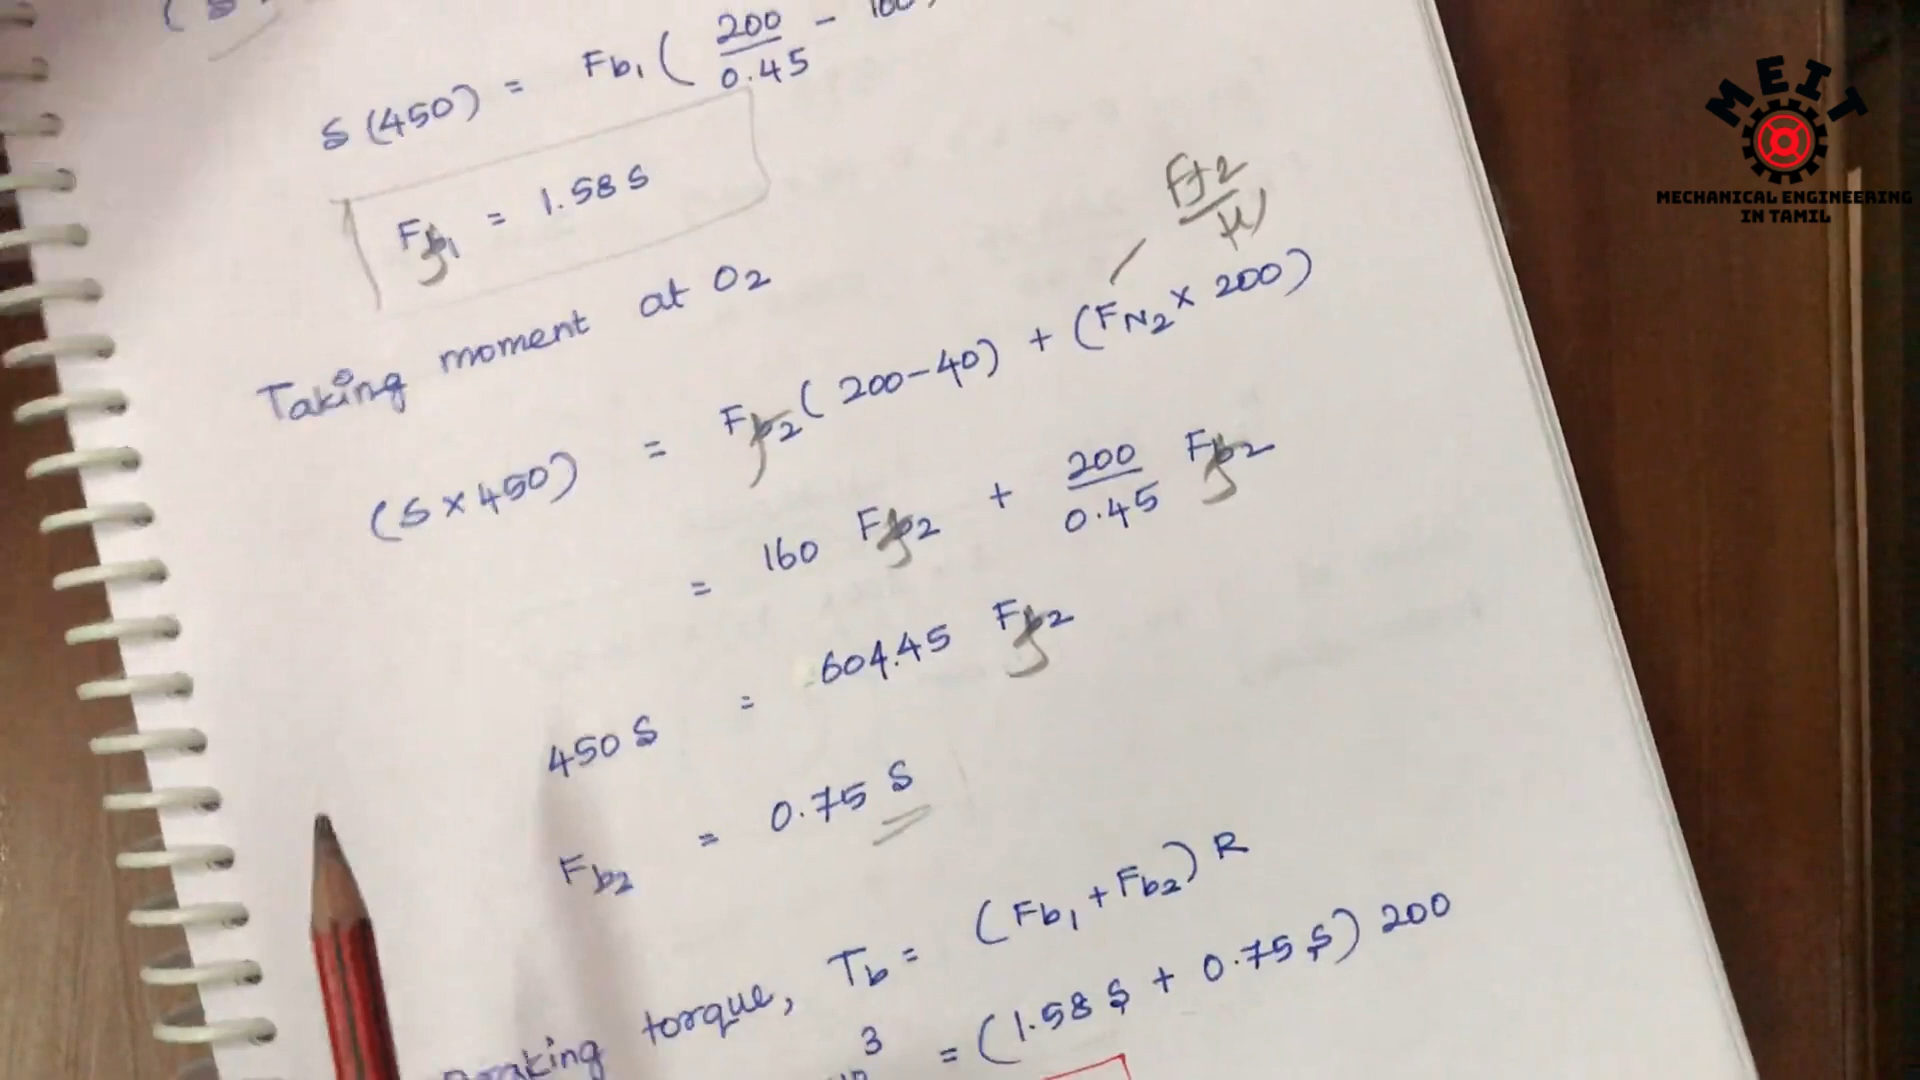 S(450) = Fb1 ( 200/0.45 -
Fb1 = 1.58 S
Taking moment at O2
Ft2/μ
(S x 450) = Fb2 (200-40) + (FN2 x 200)
= 160 Fb2 + 200/0.45 Fb2
450 S = 604.45 Fb2
Fb2 = 0.75 S
torque, Tb = (Fb1 + Fb2) R
3 = (1.58 S + 0.75 S) 200
MEIT
MECHANICAL ENGINEERING
IN TAMIL